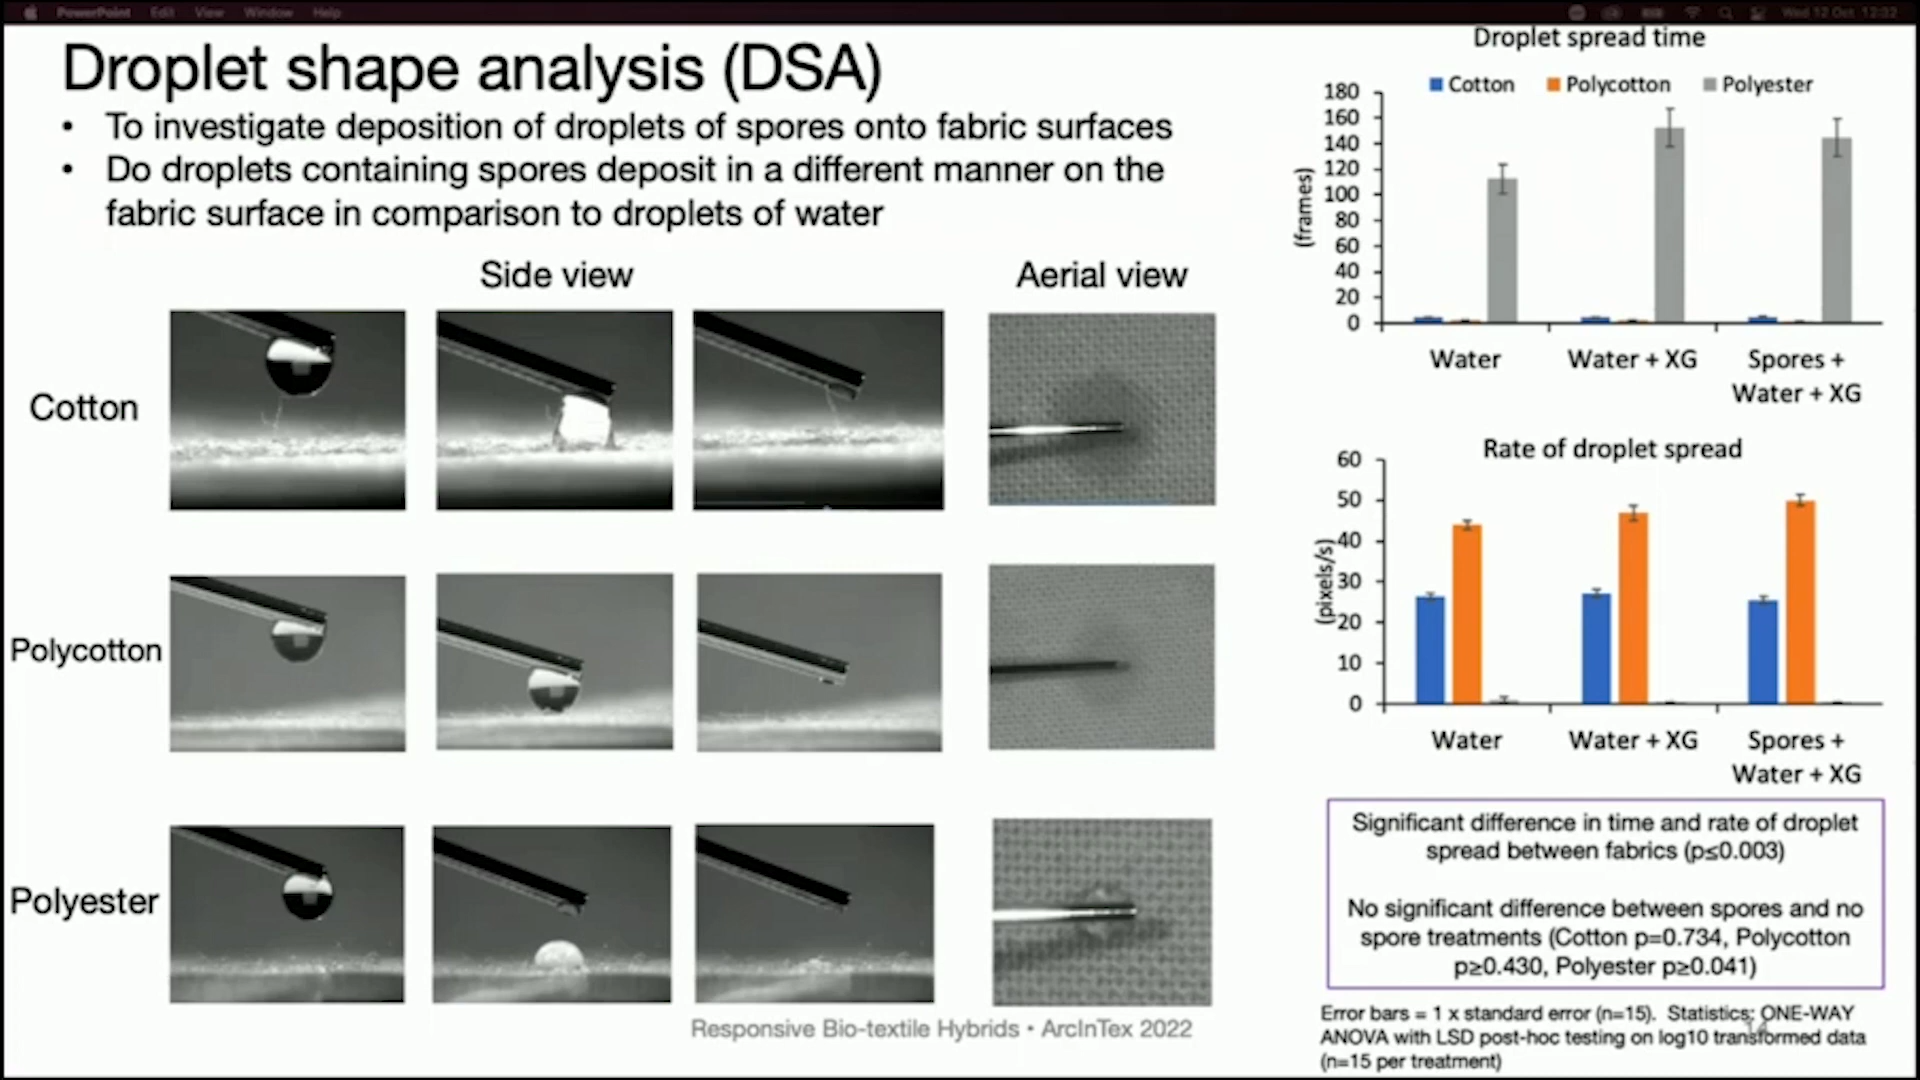 PowerPoint Edit View Window Help
Wed 12 Oct 12:02
Droplet shape analysis (DSA)
• To investigate deposition of droplets of spores onto fabric surfaces
• Do droplets containing spores deposit in a different manner on the
fabric surface in comparison to droplets of water
Side view
Aerial view
Cotton
Polycotton
Polyester
Droplet spread time
Cotton Polycotton Polyester
(frames)
180
160
140
120
100
80
60
40
20
0
Water
Water + XG
Spores +
Water + XG
Rate of droplet spread
(pixels/s)
60
50
40
30
20
10
0
Water
Water + XG
Spores +
Water + XG
Significant difference in time and rate of droplet
spread between fabrics (p≤0.003)
No significant difference between spores and no
spore treatments (Cotton p=0.734, Polycotton
p≥0.430, Polyester p≥0.041)
Error bars = 1 x standard error (n=15). Statistics: ONE-WAY
ANOVA with LSD post-hoc testing on log10 transformed data
(n=15 per treatment)
Responsive Bio-textile Hybrids • ArcInTex 2022